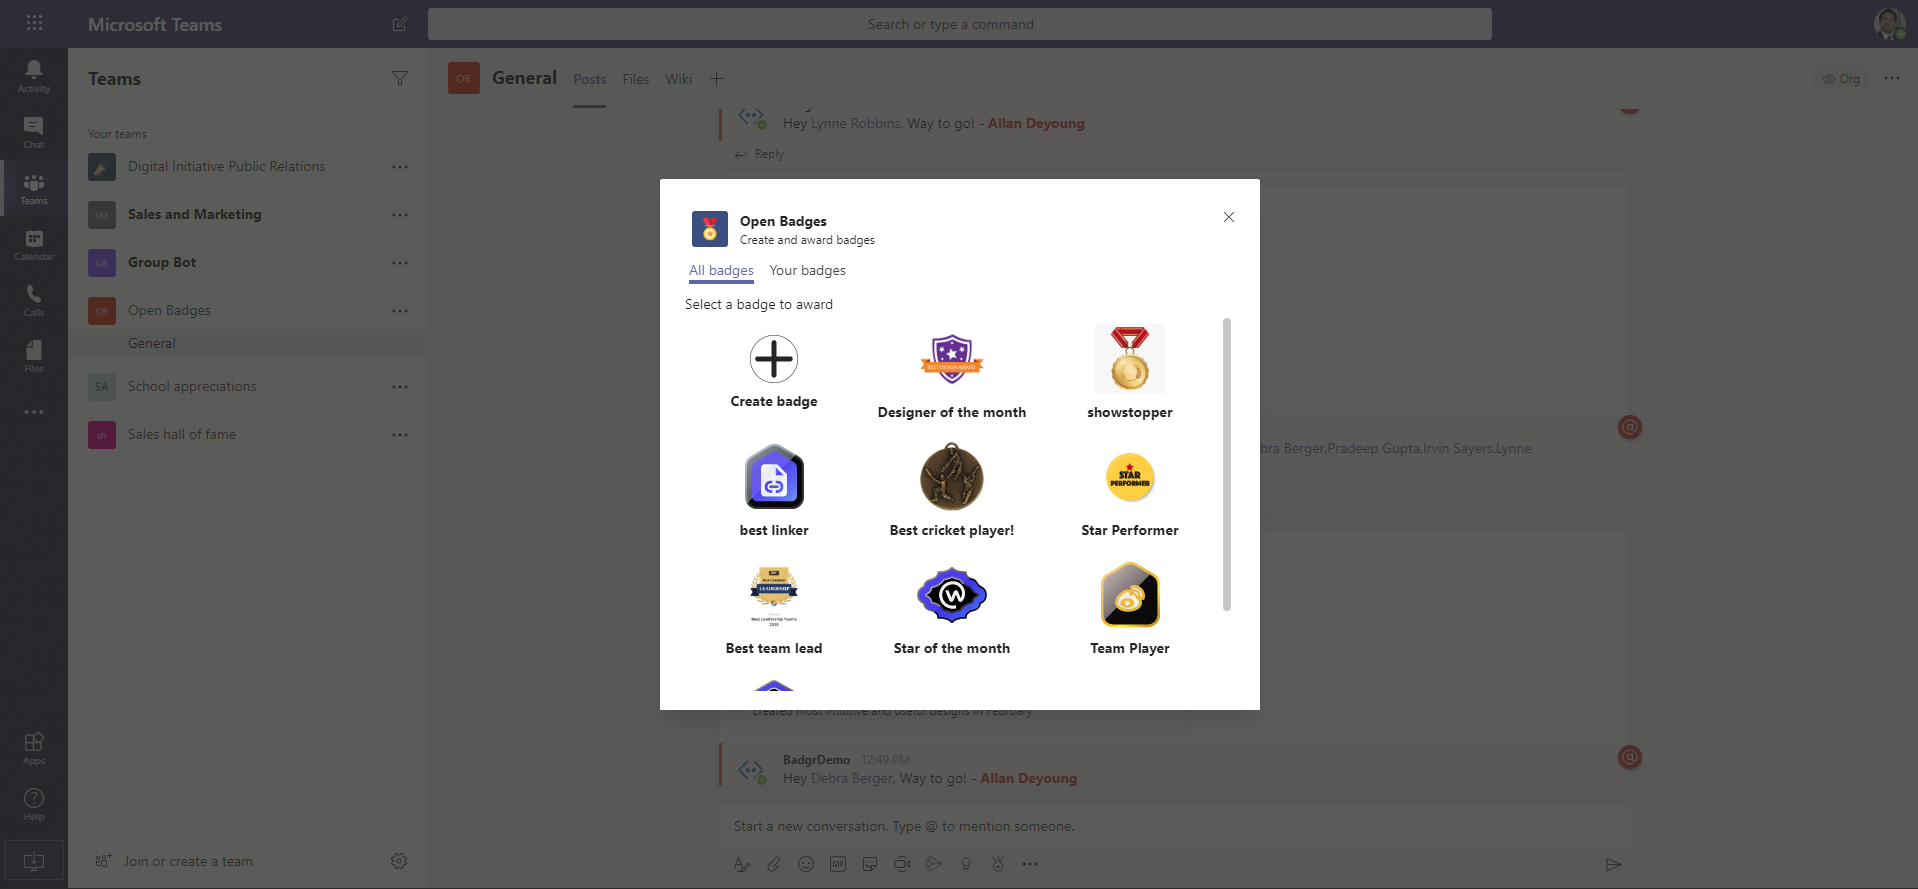 Microsoft Teams
Search or type a command
Activity
Chat
Teams
Calendar
Calls
Files
Apps
Help
Teams
Your teams
Digital Initiative Public Relations
SM Sales and Marketing
GB Group Bot
OB Open Badges
General
SA School appreciations
sh Sales hall of fame
Join or create a team
OB General Posts Files Wiki
Org
Hey Lynne Robbins, Way to go! - Allan Deyoung
Reply
Open Badges
Create and award badges
All badges Your badges
Select a badge to award
BEST DESIGN AWARD
Create badge
Designer of the month
showstopper
STAR
PERFORMER
best linker
Best cricket player!
Star Performer
LEADERSHIP
Best Leadership Teams
2019
W
Best team lead
Star of the month
Team Player
bra Berger,Pradeep Gupta,Irvin Sayers,Lynne
created most intuitive and useful designs in February
BadgrDemo 12:49 PM
Hey Debra Berger, Way to go! - Allan Deyoung
Start a new conversation. Type @ to mention someone.
GIF